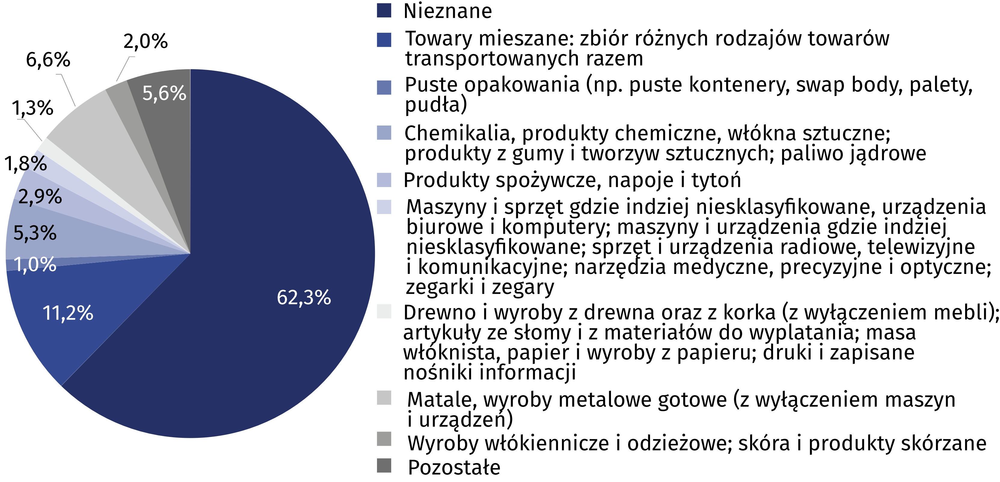 Nieznane
Towary mieszane: zbiór różnych rodzajów towarów
transportowanych razem
Puste opakowania (np. puste kontenery, swap body, palety,
pudła)
Chemikalia, produkty chemiczne, włókna sztuczne;
produkty z gumy i tworzyw sztucznych; paliwo jądrowe
Produkty spożywcze, napoje i tytoń
Maszyny i sprzęt gdzie indziej niesklasyfikowane, urządzenia
biurowe i komputery; maszyny i urządzenia gdzie indziej
niesklasyfikowane; sprzęt i urządzenia radiowe, telewizyjne
i komunikacyjne; narzędzia medyczne, precyzyjne i optyczne;
zegarki i zegary
Drewno i wyroby z drewna oraz z korka (z wyłączeniem mebli);
artykuły ze słomy i z materiałów do wyplatania; masa
włóknista, papier i wyroby z papieru; druki i zapisane
nośniki informacji
Matale, wyroby metalowe gotowe (z wyłączeniem maszyn
i urządzeń)
Wyroby włókiennicze i odzieżowe; skóra i produkty skórzane
Pozostałe
2,0%
6,6%
5,6%
1,3%
1,8%
2,9%
5,3%
1,0%
62,3%
11,2%